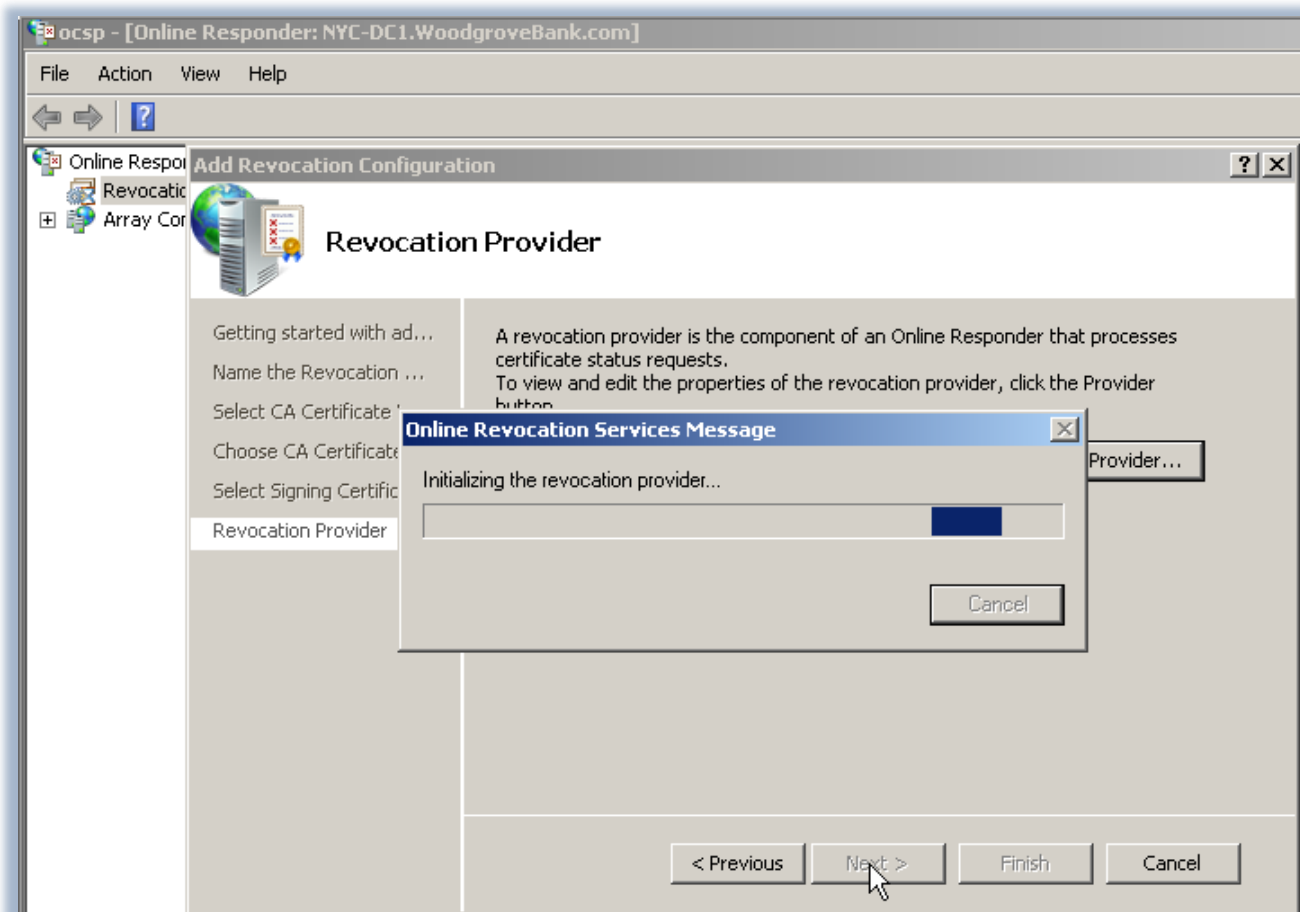 ocsp - [Online Responder: NYC-DC1.WoodgroveBank.com]
File Action View Help
?
Online Respo
Revocatic
Array Cor
Add Revocation Configuration
?
Revocation Provider
Getting started with ad...
Name the Revocation ...
Select CA Certificate
Choose CA Certificate
Select Signing Certific
Revocation Provider
A revocation provider is the component of an Online Responder that processes
certificate status requests.
To view and edit the properties of the revocation provider, click the Provider
button.
Provider...
Online Revocation Services Message
Initializing the revocation provider...
Cancel
< Previous Next > Finish Cancel